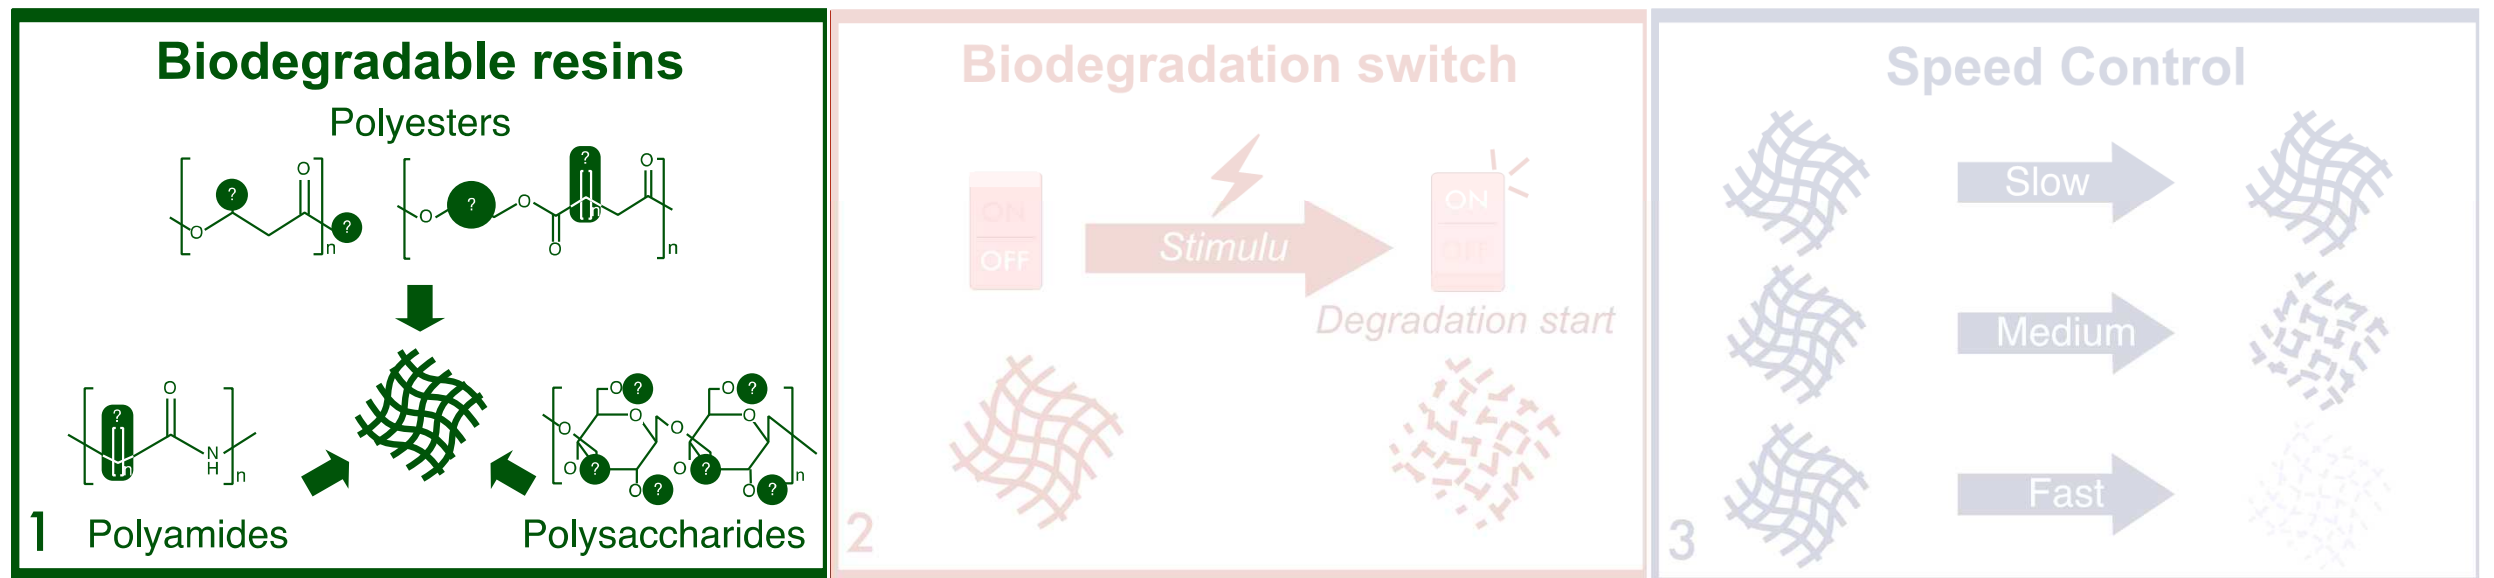 Biodegradable resins
Polyesters
O
?
O
?
n
O
?
O
O
?
n
O
n
?
n
O
N
H
n
Polyamides
O
?
O
?
O
O
O
O
O
?
O
?
O
?
O
?
n
Polysaccharides
1
Biodegradation switch
ON
OFF
Stimulu
ON
OFF
Degradation start
2
Speed Control
Slow
Medium
Fast
3